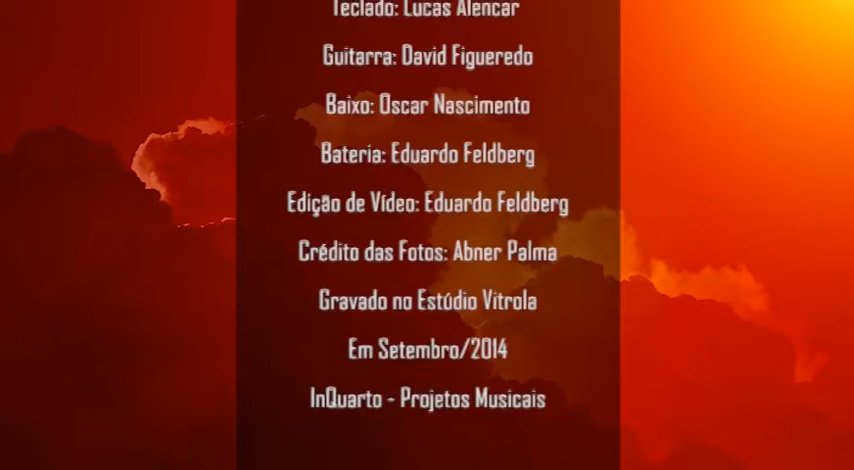 Teclado: Lucas Alencar
Guitarra: David Figueredo
Baixo: Oscar Nascimento
Bateria: Eduardo Feldberg
Edição de Vídeo: Eduardo Feldberg
Crédito das Fotos: Abner Palma
Gravado no Estúdio Vitrola
Em Setembro/2014
InQuarto - Projetos Musicais